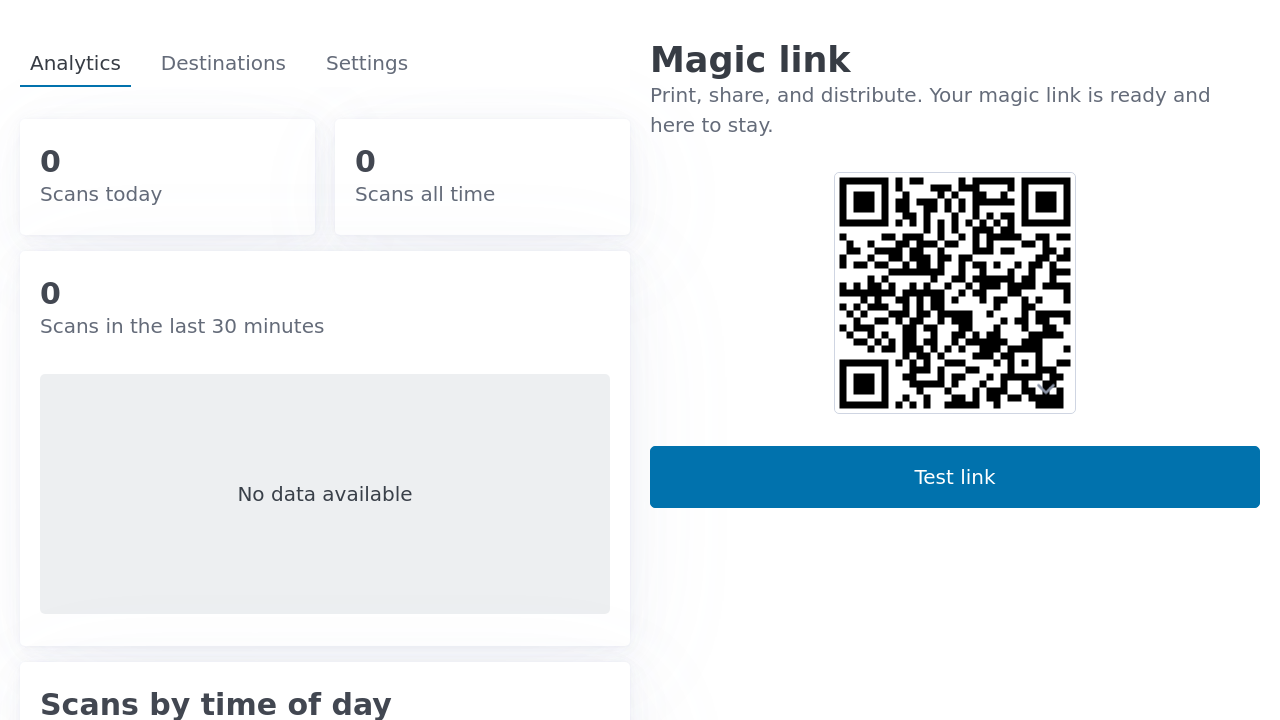 Analytics
Destinations
Settings
0
Scans today
0
Scans all time
0
Scans in the last 30 minutes
No data available
Scans by time of day
Magic link
Print, share, and distribute. Your magic link is ready and
here to stay.
Test link